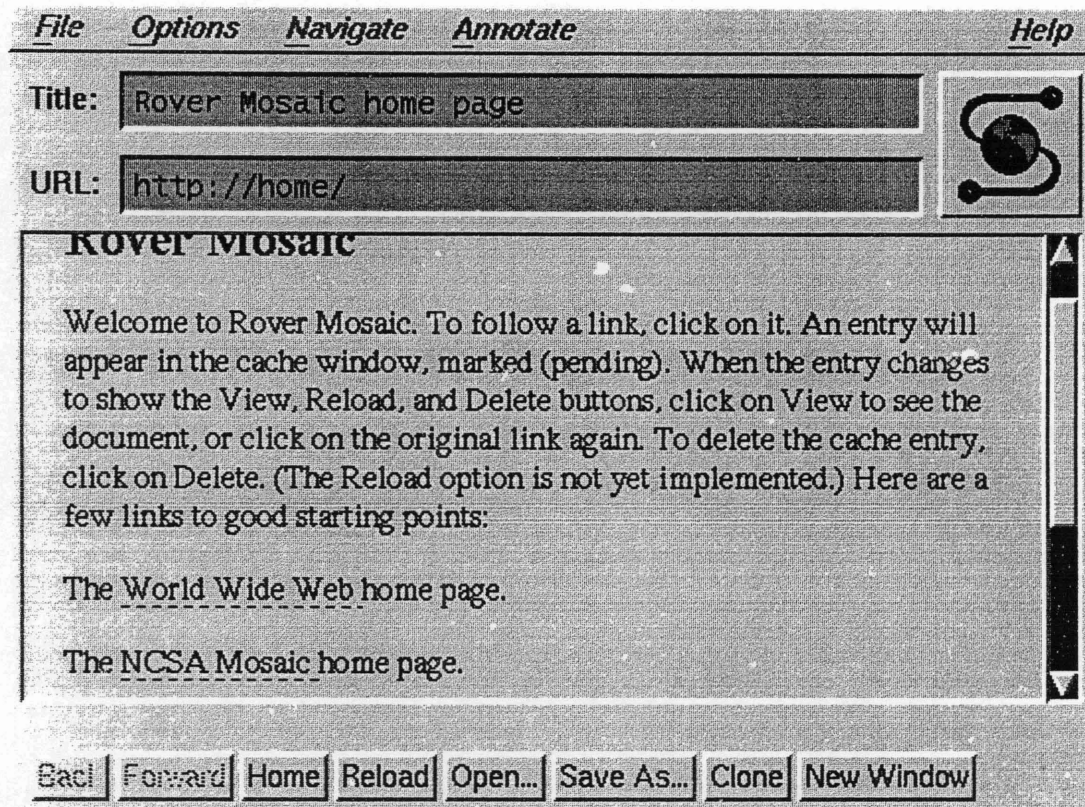 File Options Navigate Annotate Help
Title: Rover Mosaic home page
URL: http://home/
Rover Mosaic
Welcome to Rover Mosaic. To follow a link, click on it. An entry will
appear in the cache window, marked (pending). When the entry changes
to show the View, Reload, and Delete buttons, click on View to see the
document, or click on the original link again. To delete the cache entry,
click on Delete. (The Reload option is not yet implemented.) Here are a
few links to good starting points:
The World Wide Web home page.
The NCSA Mosaic home page.
Back Forward Home Reload Open... Save As... Clone New Window